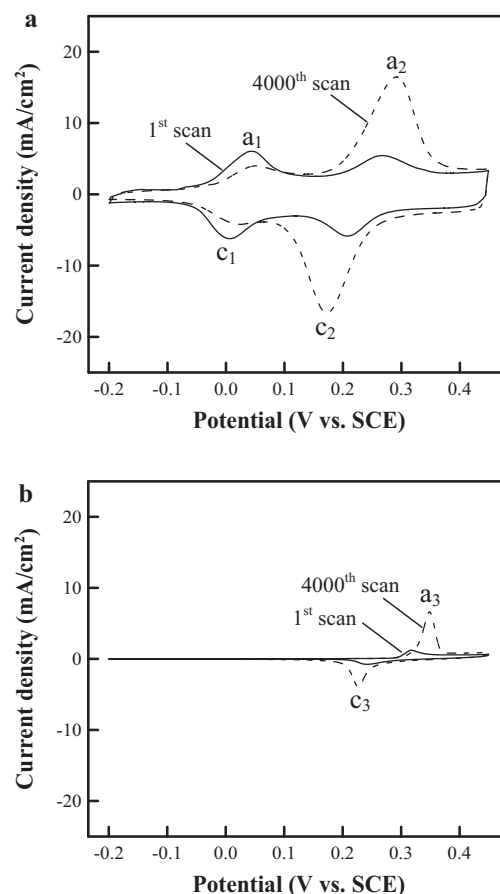 a
20
10
0
-10
-20
Current density (mA/cm²)
a₂
4000ᵗʰ scan
1ˢᵗ scan
a₁
c₁
c₂
-0.2 -0.1 0.0 0.1 0.2 0.3 0.4
Potential (V vs. SCE)
b
20
10
0
-10
-20
Current density (mA/cm²)
4000ᵗʰ scan
a₃
1ˢᵗ scan
c₃
-0.2 -0.1 0.0 0.1 0.2 0.3 0.4
Potential (V vs. SCE)